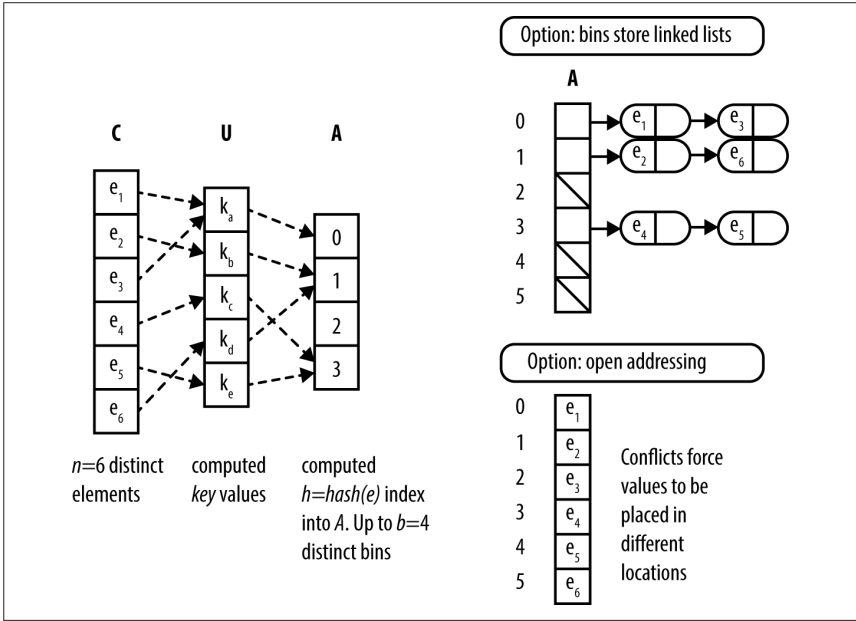 Option: bins store linked lists
A
0
e1
e3
1
e2
e6
2
3
e4
e5
4
5
C
U
A
e1
e2
e3
e4
e5
e6
ka
kb
kc
kd
ke
0
1
2
3
n=6 distinct
elements
computed
key values
computed
h=hash(e) index
into A. Up to b=4
distinct bins
Option: open addressing
0
e1
1
e2
2
e3
3
e4
4
e5
5
e6
Conflicts force
values to be
placed in
different
locations